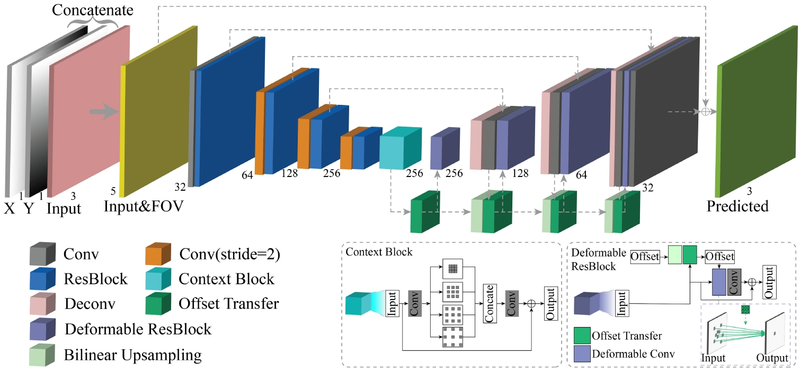 Concatenate
X 1 Y 1 Input 3
5
Input&FOV
32
64
128
256
256
256
128
64
32
3
Predicted
Conv
Conv(stride=2)
ResBlock
Context Block
Deconv
Offset Transfer
Deformable ResBlock
Bilinear Upsampling
Context Block
Input
Conv
Concate
Conv
Output
Deformable
ResBlock
Offset
Offset
Input
Conv
Output
Offset Transfer
Deformable Conv
Input
Output